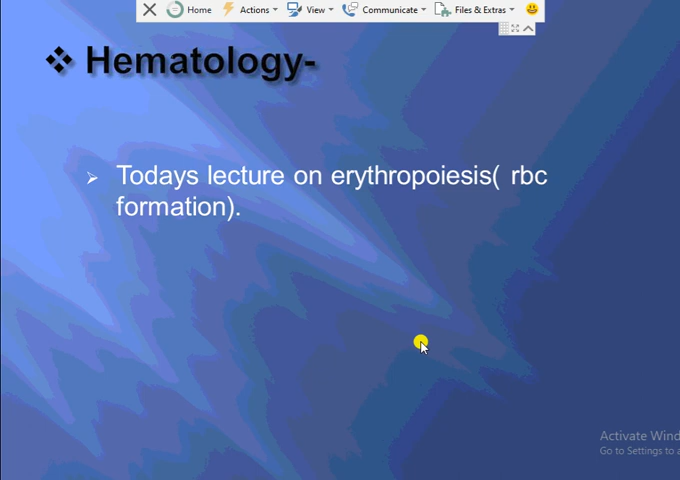 Home Actions View Communicate Files & Extras
Hematology-
Todays lecture on erythropoiesis( rbc
formation).
Activate Wind
Go to Settings to a